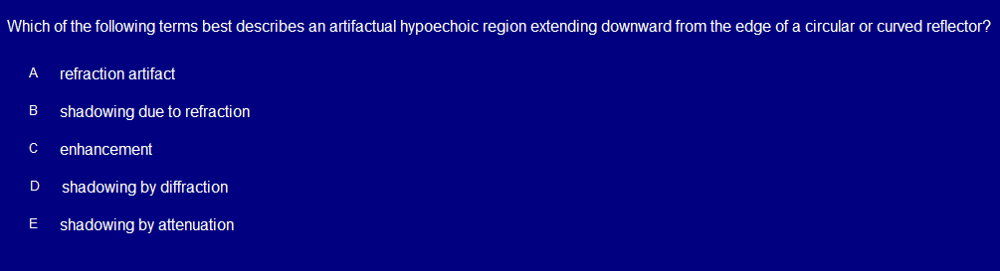 Which of the following terms best describes an artifactual hypoechoic region extending downward from the edge of a circular or curved reflector?
A refraction artifact
B shadowing due to refraction
C enhancement
D shadowing by diffraction
E shadowing by attenuation